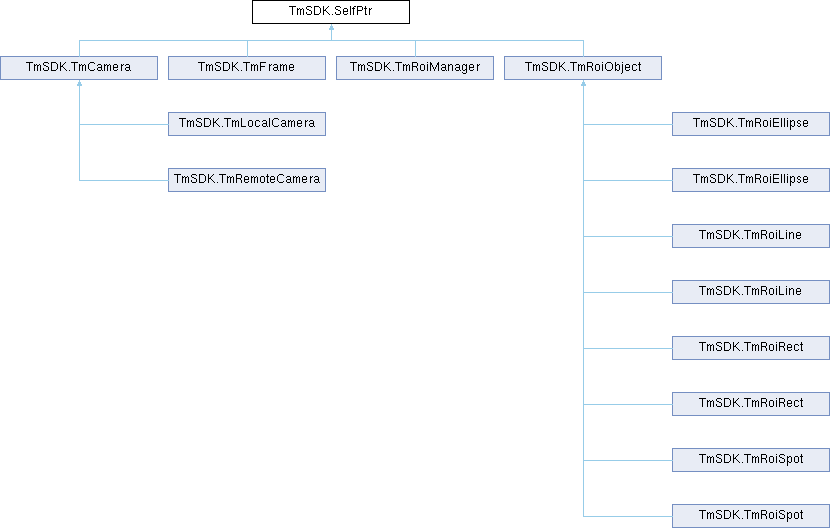 TmSDK.SelfPtr
TmSDK.TmCamera
TmSDK.TmFrame
TmSDK.TmRoiManager
TmSDK.TmRoiObject
TmSDK.TmLocalCamera
TmSDK.TmRoiEllipse
TmSDK.TmRemoteCamera
TmSDK.TmRoiEllipse
TmSDK.TmRoiLine
TmSDK.TmRoiLine
TmSDK.TmRoiRect
TmSDK.TmRoiRect
TmSDK.TmRoiSpot
TmSDK.TmRoiSpot